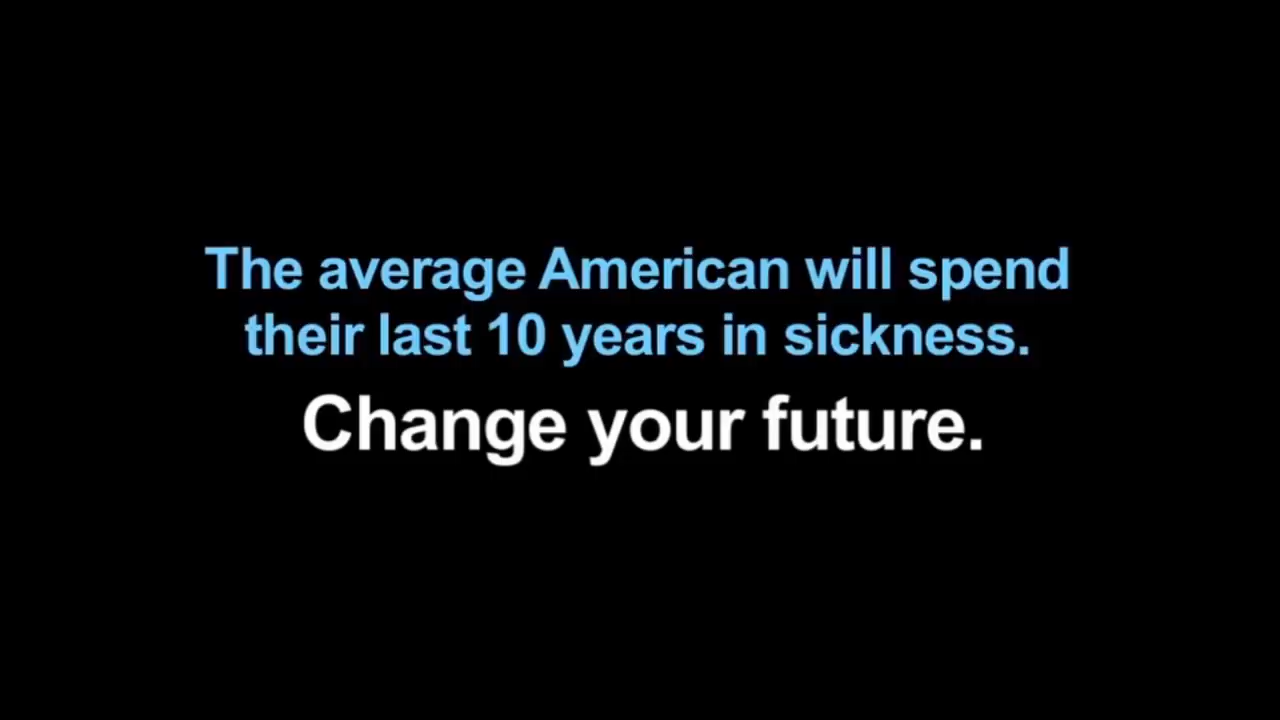 The average American will spend
their last 10 years in sickness.
Change your future.